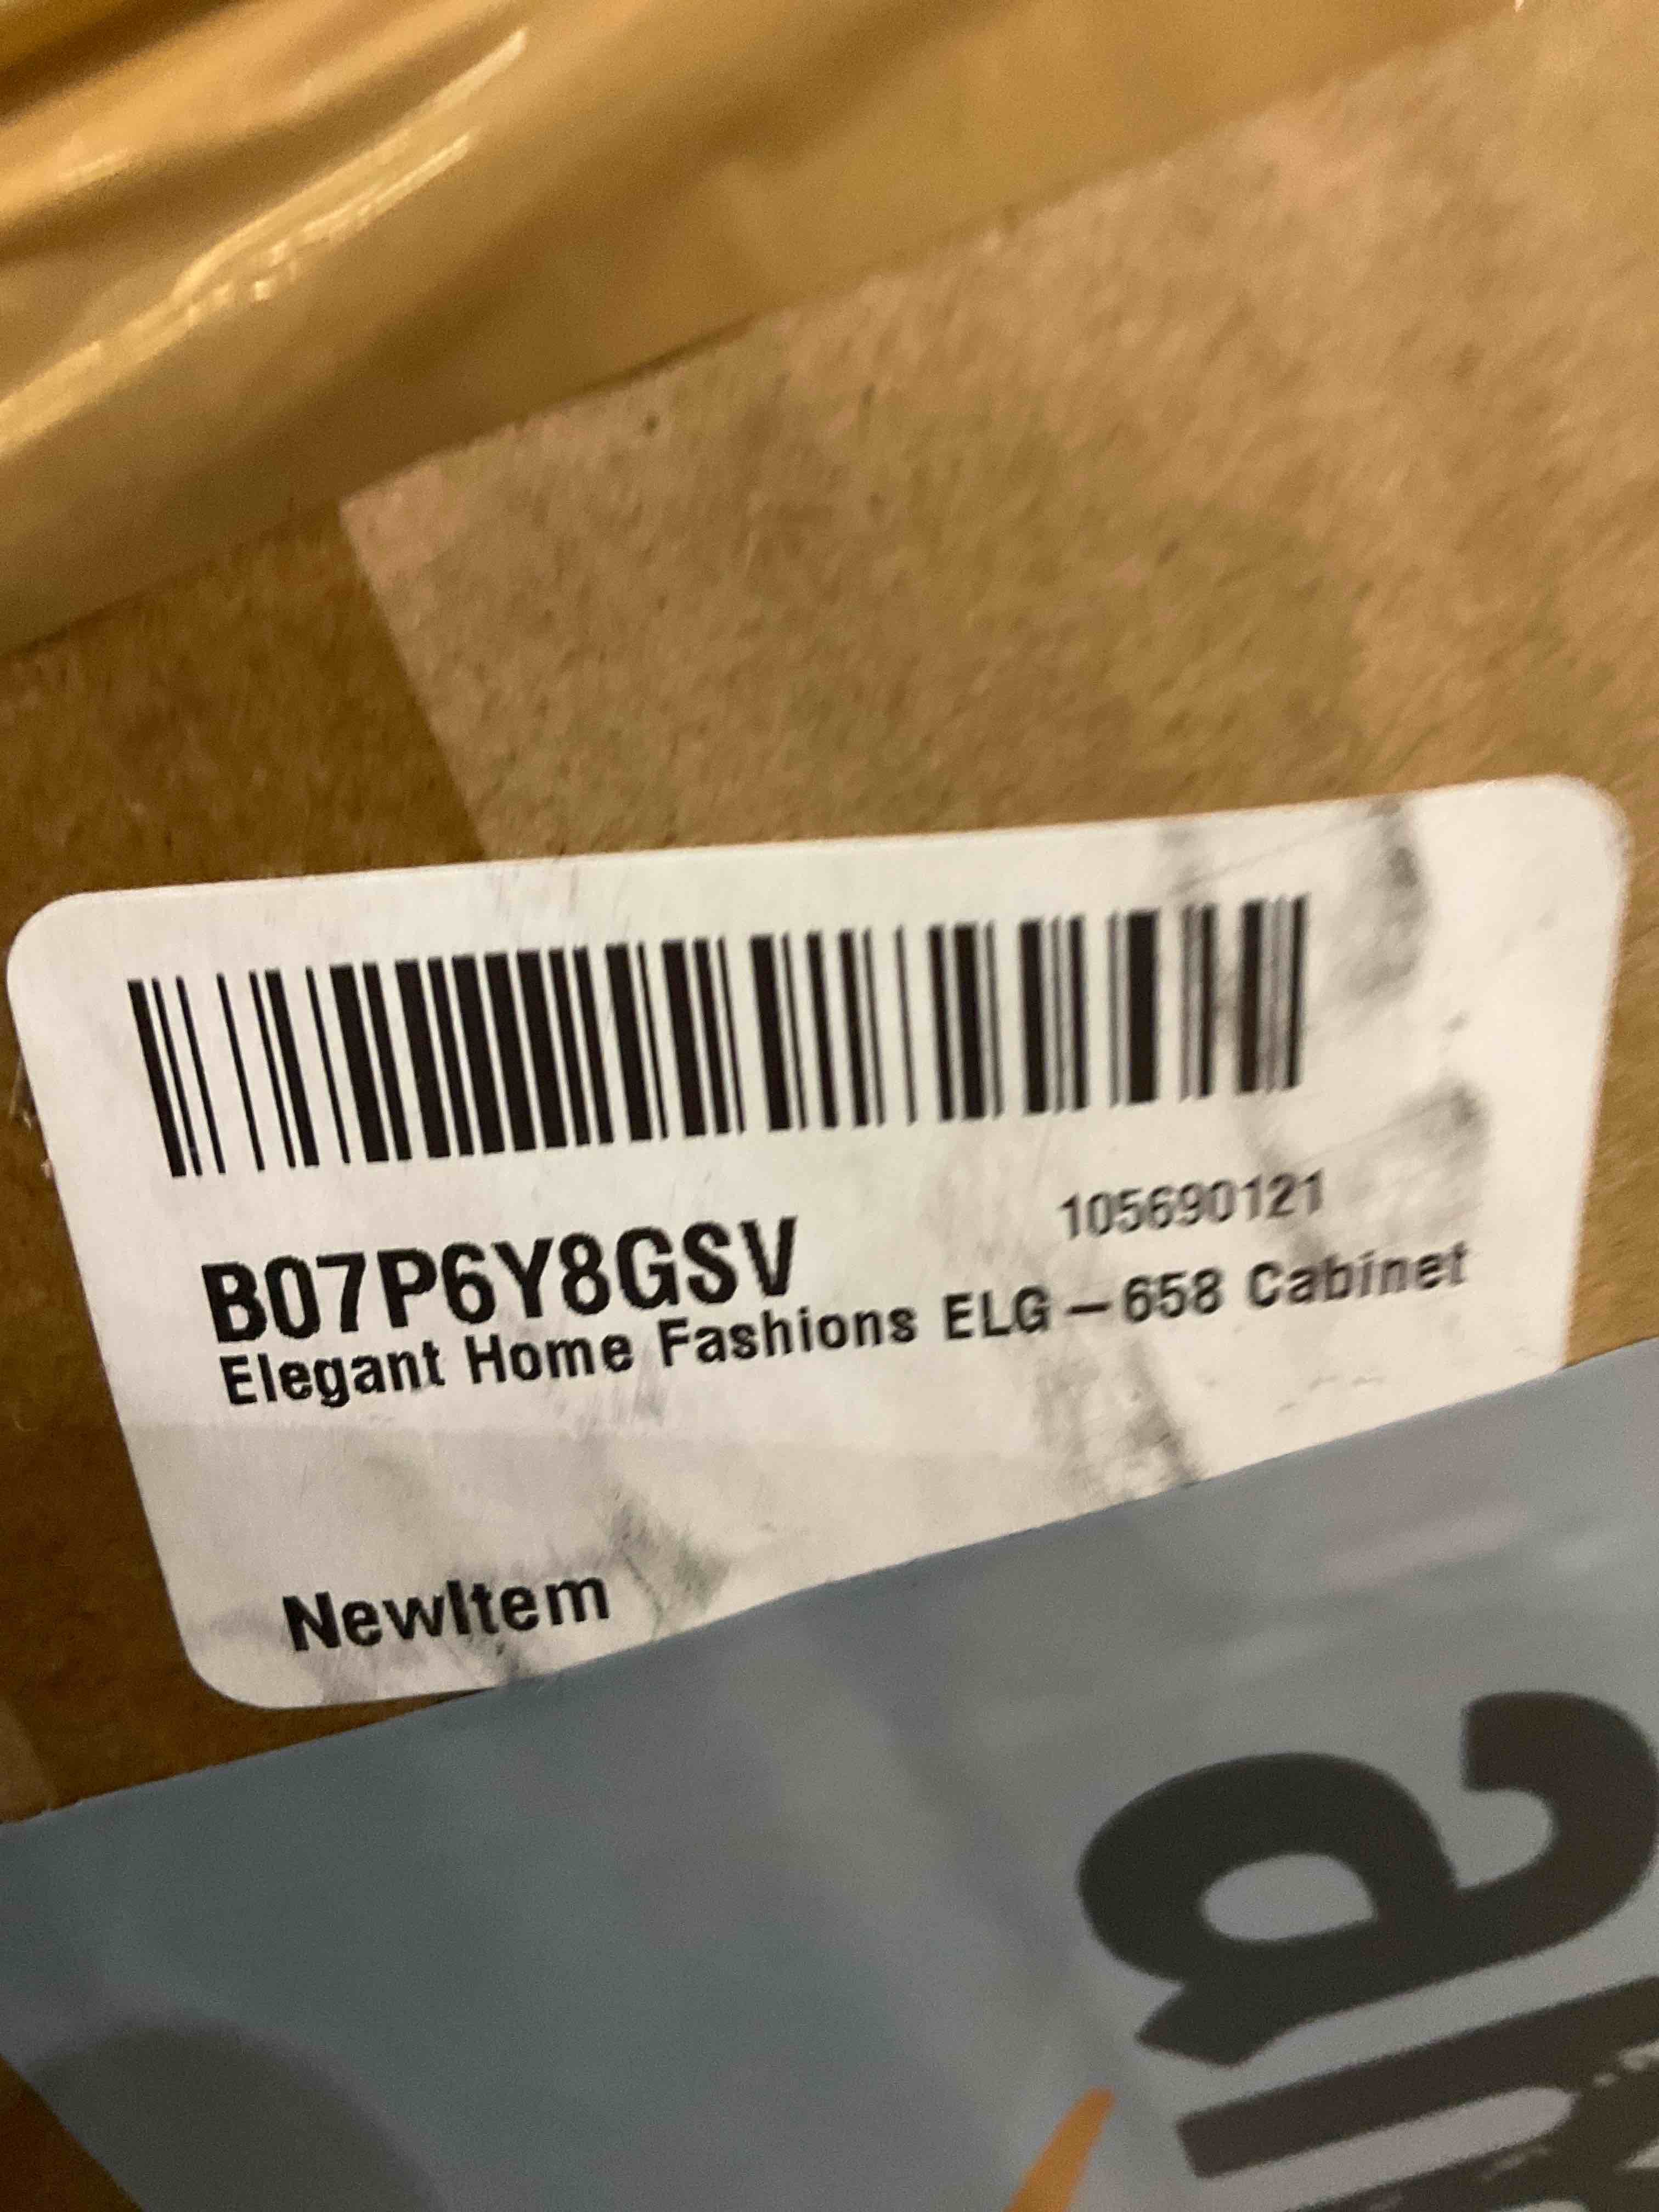 B07P6Y8GSV
105690121
Elegant Home Fashions ELG-658 Cabinet
NewItem